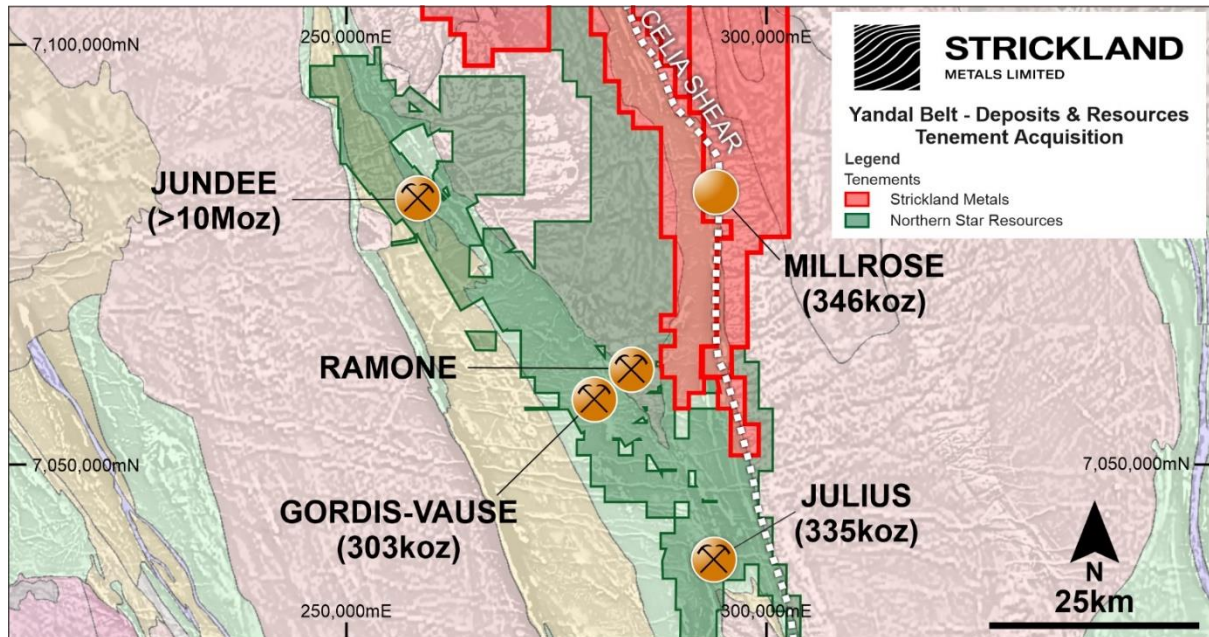 7,100,000mN
250,000mE
300,000mE
CELIA SHEAR
STRICKLAND
METALS LIMITED
Yandal Belt - Deposits & Resources
Tenement Acquisition
Legend
Tenements
Strickland Metals
Northern Star Resources
JUNDEE
(>10Moz)
MILLROSE
(346koz)
RAMONE
7,050,000mN
7,050,000mN
GORDIS-VAUSE
(303koz)
JULIUS
(335koz)
250,000mE
300,000mE
N
25km